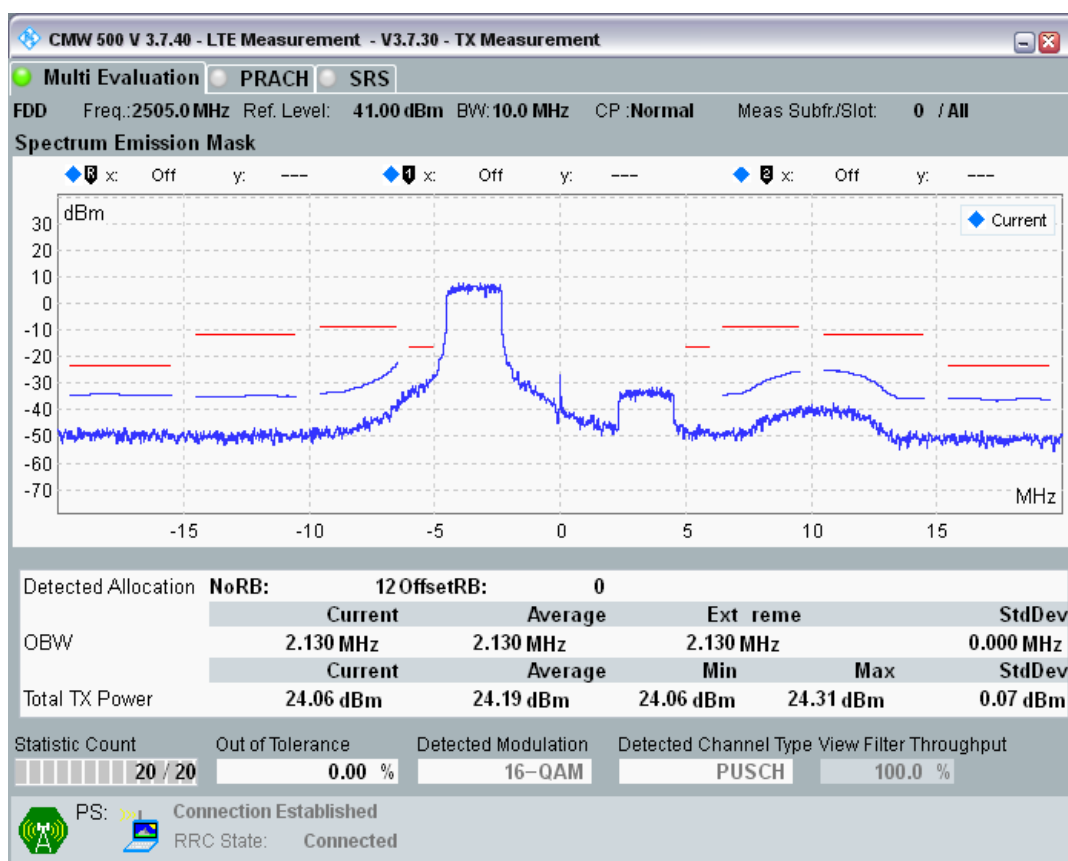 CMW 500 V 3.7.40 - LTE Measurement - V3.7.30 - TX Measurement
Multi Evaluation PRACH SRS
FDD Freq.:2505.0 MHz Ref. Level: 41.00 dBm BW: 10.0 MHz CP :Normal Meas Subfr./Slot: 0 / All
Spectrum Emission Mask
R x: Off y: --- 1 x: Off y: --- 2 x: Off y: ---
dBm
Current
30
20
10
0
-10
-20
-30
-40
-50
-60
-70
MHz
-15 -10 -5 0 5 10 15
Detected Allocation NoRB: 12 OffsetRB: 0
Current Average Ext reme StdDev
OBW 2.130 MHz 2.130 MHz 2.130 MHz 0.000 MHz
Current Average Min Max StdDev
Total TX Power 24.06 dBm 24.19 dBm 24.06 dBm 24.31 dBm 0.07 dBm
Statistic Count Out of Tolerance Detected Modulation Detected Channel Type View Filter Throughput
20 / 20 0.00 % 16-QAM PUSCH 100.0 %
PS: Connection Established
RRC State: Connected